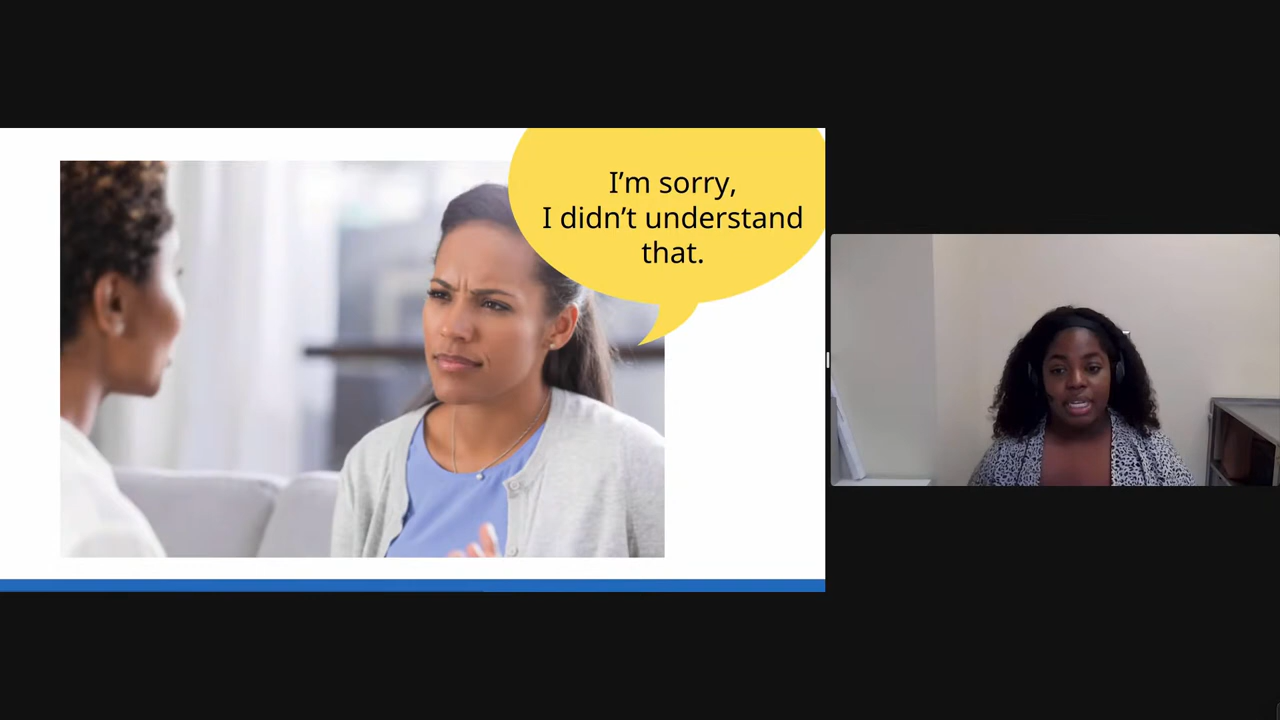 I’m sorry,
I didn’t understand
that.